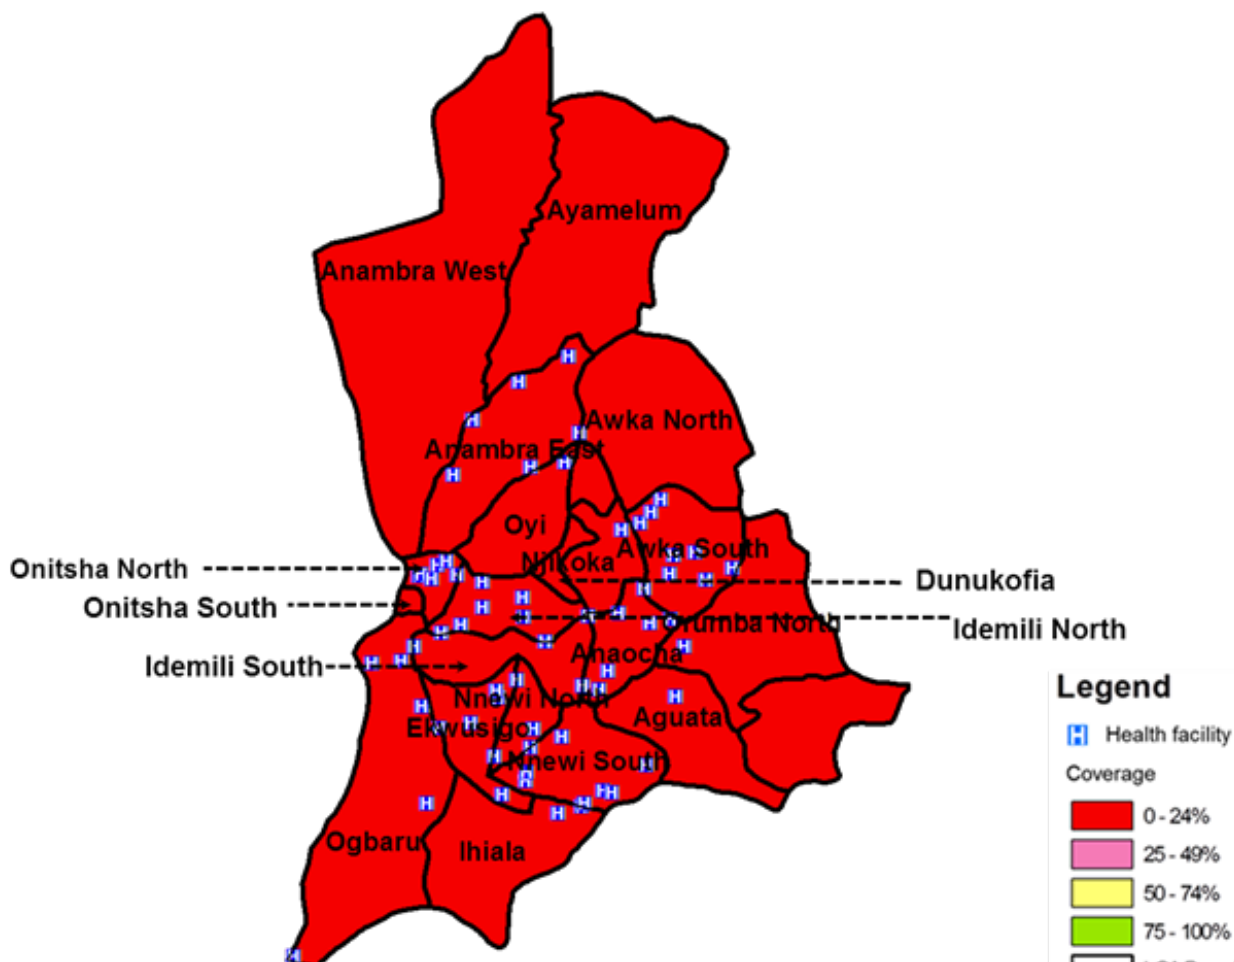 Ayamelum
Anambra West
Awka North
Anambra East
Oyi
Awka South
Njikoka
Onitsha North
Dunukofia
Onitsha South
Orumba North
Idemili North
Anaocha
Idemili South
Nnewi North
Aguata
Ekwusigo
Nnewi South
Ogbaru
Ihiala
Legend
H Health facility
Coverage
0 - 24%
25 - 49%
50 - 74%
75 - 100%